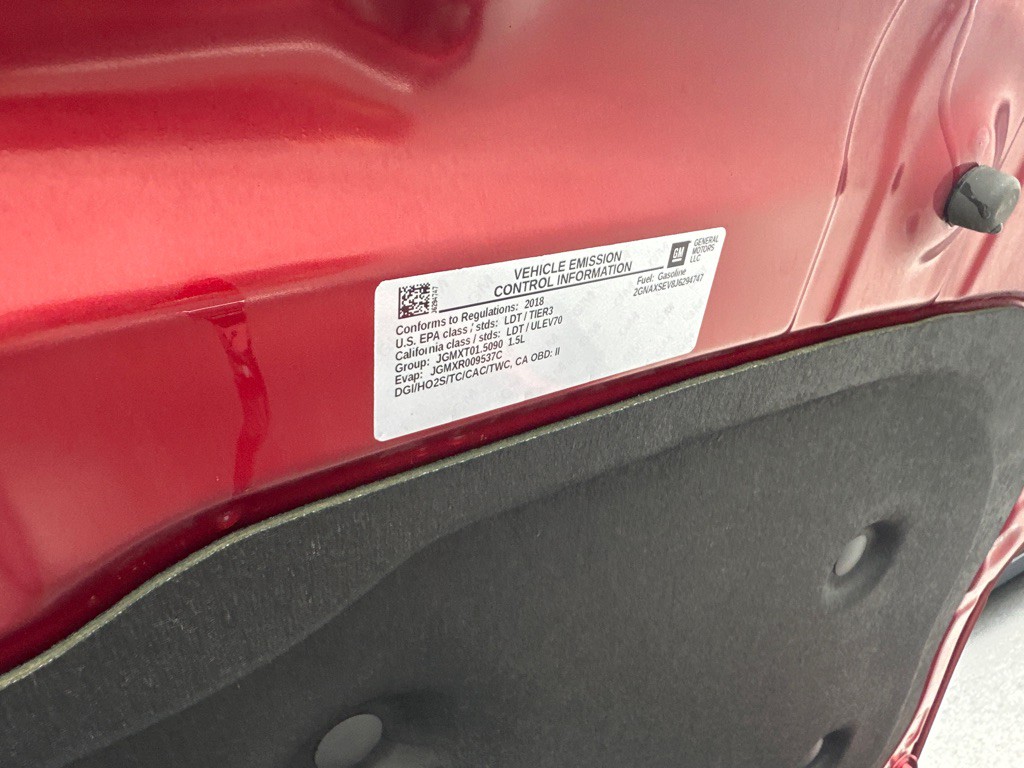 VEHICLE EMISSION
CONTROL INFORMATION
GM
GENERAL
MOTORS
LLC
Fuel: Gasoline
2GNAXSEV8J6294747
J6294747
Conforms to Regulations: 2018
U.S. EPA class / stds: LDT / TIER3
California class / stds: LDT / ULEV70
Group: JGMXT01.5090 1.5L
Evap: JGMXR009537C
DGI/HO2S/TC/CAC/TWC, CA OBD: II